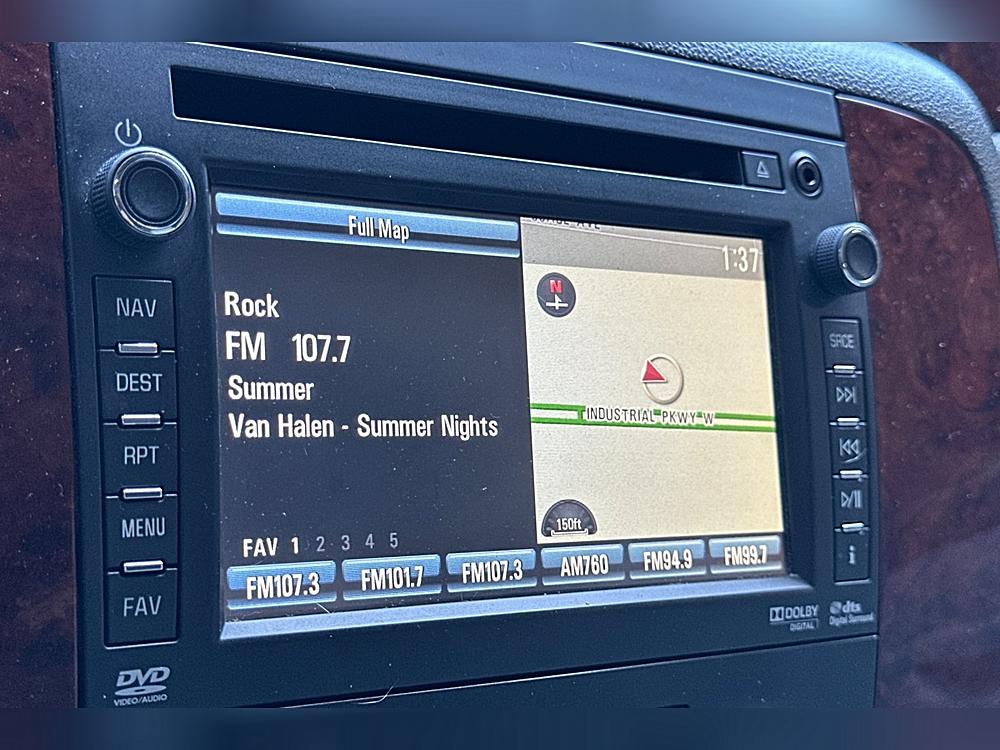 Full Map
1:37
N
Rock
FM 107.7
Summer
Van Halen - Summer Nights
INDUSTRIAL PKWY W
150ft
FAV 1 2 3 4 5
FM107.3 FM101.7 FM107.3 AM760 FM94.9 FM99.7
NAV
DEST
RPT
MENU
FAV
SRCE
i
DVD
VIDEO/AUDIO
DOLBY
DIGITAL
dts
Digital Surround